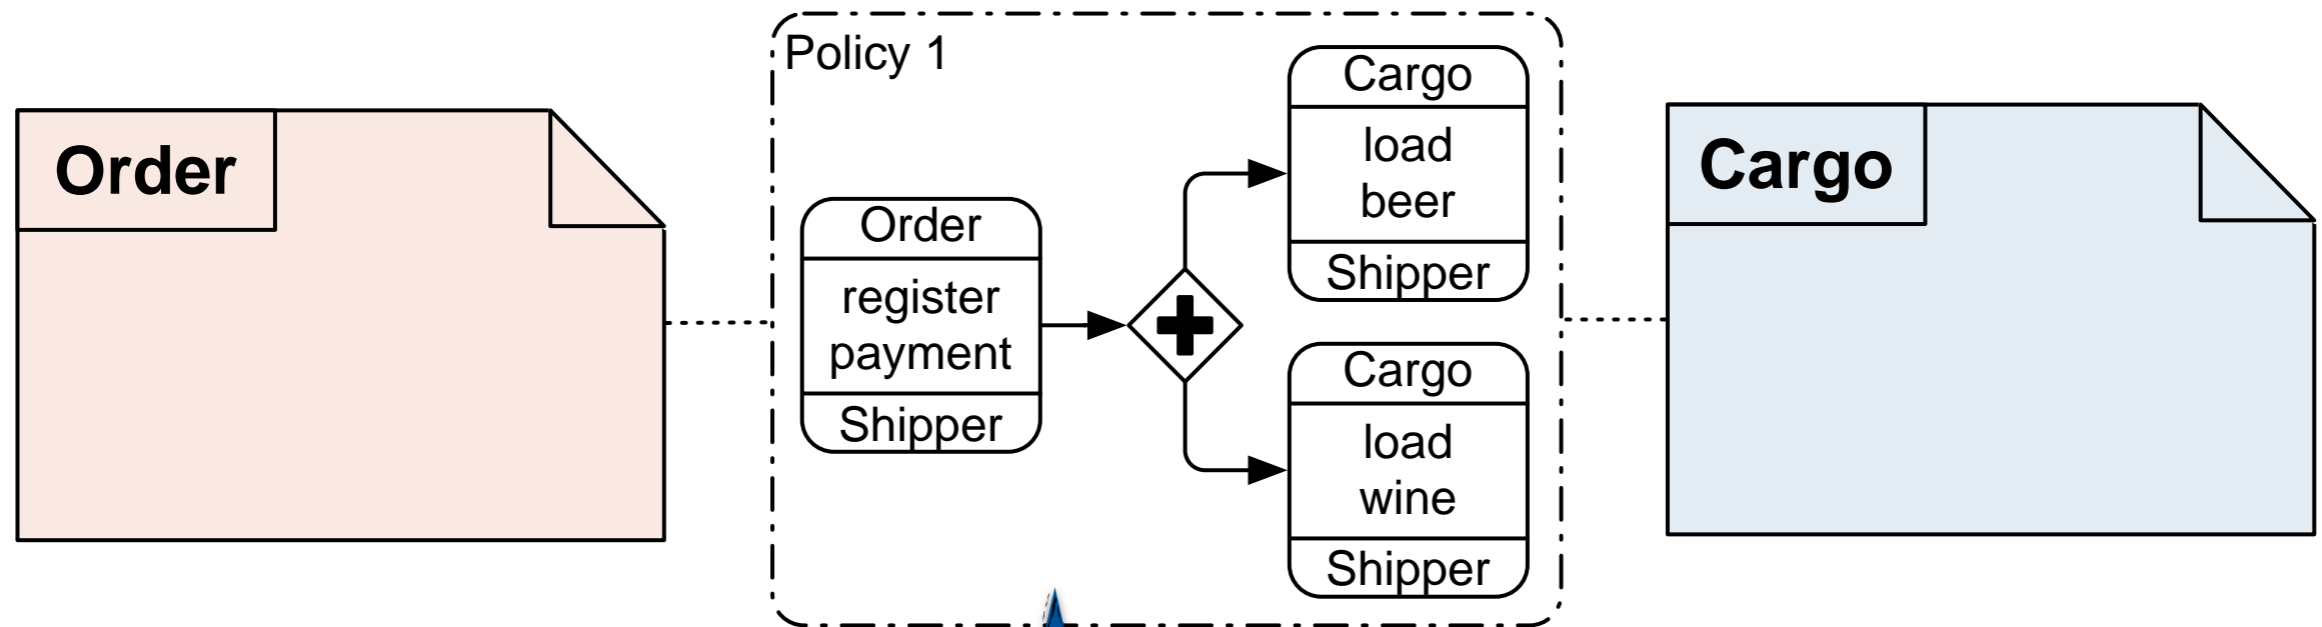 Order
Policy 1
Order
register
payment
Shipper
Cargo
load
beer
Shipper
Cargo
load
wine
Shipper
Cargo